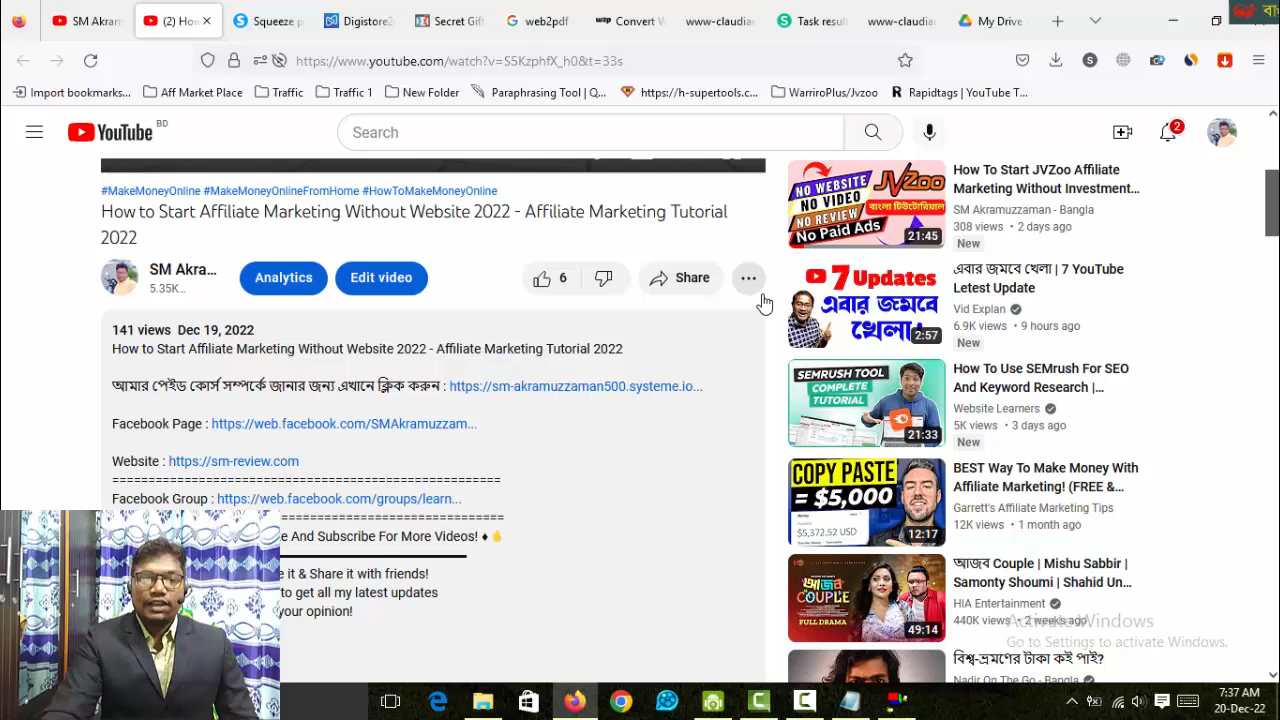 SM Akram
(2) How
Squeeze p
Digistore2
Secret Gif
web2pdf
Convert W
www-claudia
Task resul
www-claudi
My Drive
https://www.youtube.com/watch?v=S5KzphfX_h0&t=33s
Import bookmarks...
Aff Market Place
Traffic
Traffic 1
New Folder
Paraphrasing Tool | Q...
https://h-supertools.c...
WarriroPlus/Jvzoo
Rapidtags | YouTube T...
YouTube BD
Search
2
#MakeMoneyOnline #MakeMoneyOnlineFromHome #HowToMakeMoneyOnline
How to Start Affiliate Marketing Without Website 2022 - Affiliate Marketing Tutorial
2022
SM Akra...
5.35K...
Analytics
Edit video
6
Share
141 views Dec 19, 2022
How to Start Affiliate Marketing Without Website 2022 - Affiliate Marketing Tutorial 2022
আমার পেইড কোর্স সম্পর্কে জানার জন্য এখানে ক্লিক করুন : https://sm-akramuzzaman500.systeme.io...
Facebook Page : https://web.facebook.com/SMAkramuzzam...
Website : https://sm-review.com
Facebook Group : https://web.facebook.com/groups/learn...
And Subscribe For More Videos!
it & Share it with friends!
to get all my latest updates
your opinion!
NO WEBSITE
NO VIDEO
NO REVIEW
No Paid Ads
JVZoo
বাংলা টিউটোরিয়াল
21:45
How To Start JVZoo Affiliate
Marketing Without Investment...
SM Akramuzzaman - Bangla
308 views • 2 days ago
New
7 Updates
এবার জমবে
খেলা!
2:57
এবার জমবে খেলা | 7 YouTube
Letest Update
Vid Explan
6.9K views • 9 hours ago
New
SEMRUSH TOOL
COMPLETE
TUTORIAL
21:33
How To Use SEMrush For SEO
And Keyword Research |...
Website Learners
5K views • 3 days ago
New
COPY PASTE
= $5,000
$5,372.52 USD
12:17
BEST Way To Make Money With
Affiliate Marketing! (FREE &...
Garrett's Affiliate Marketing Tips
12K views • 1 month ago
আজব
COUPLE
FULL DRAMA
49:14
আজব Couple | Mishu Sabbir |
Samonty Shoumi | Shahid Un...
HIA Entertainment
440K views • 2 weeks ago
বিশ্ব-ভ্রমণের টাকা কই পাই?
Nadir On The Go - Bangla
Activate Windows
Go to Settings to activate Windows.
7:37 AM
20-Dec-22